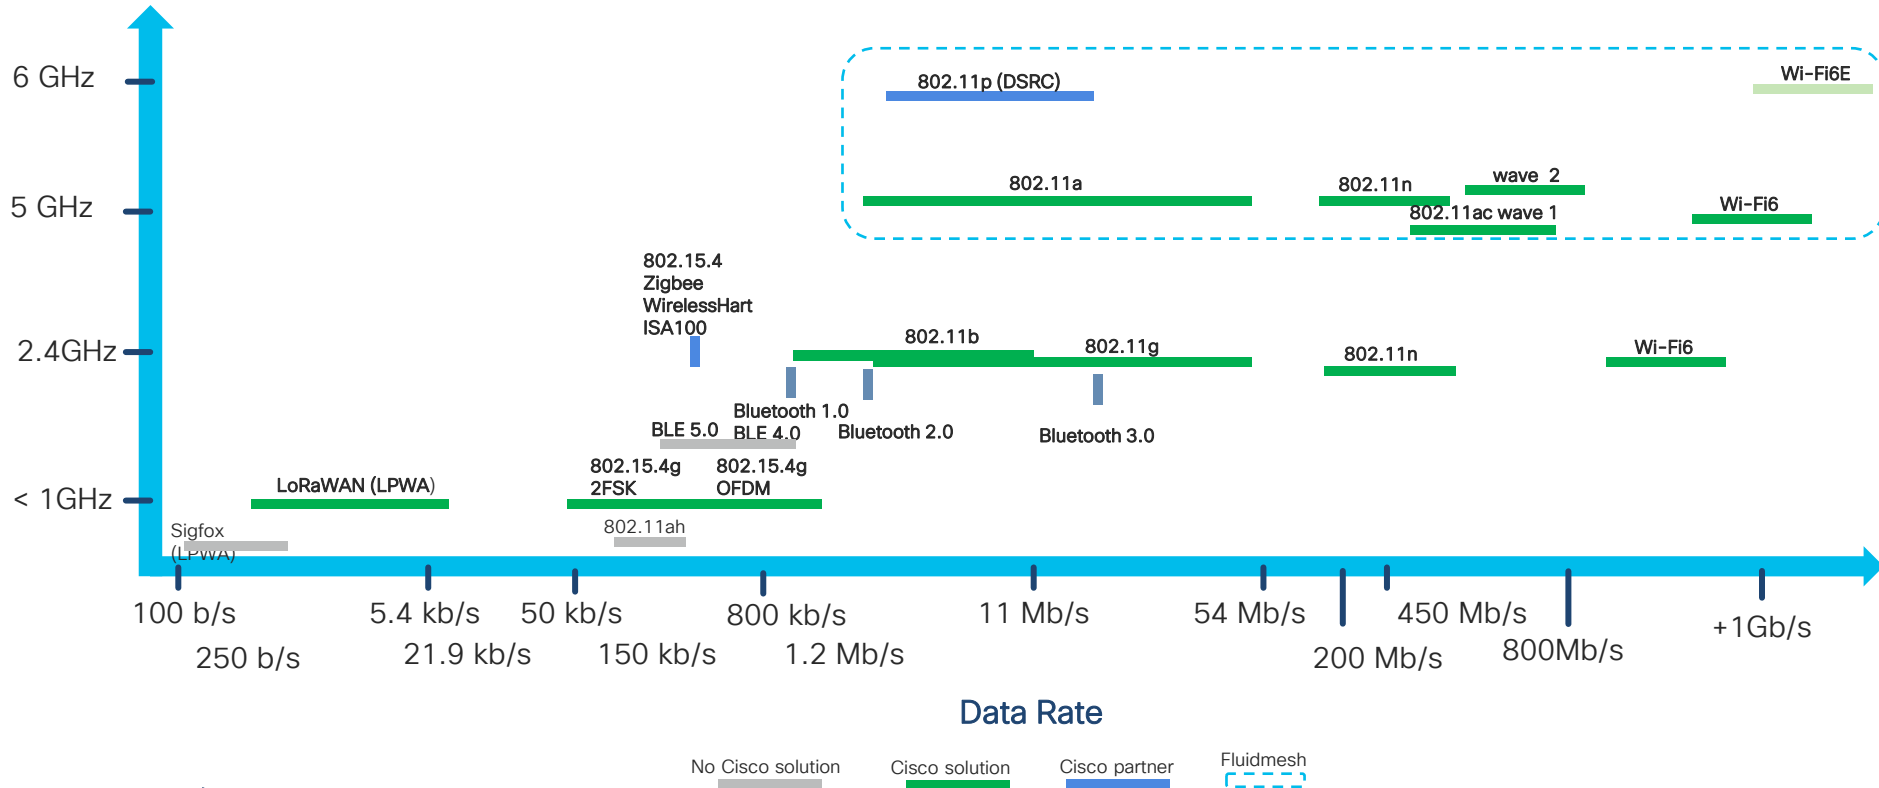 6 GHz
802.11p (DSRC)
Wi-Fi6E
5 GHz
802.11a
802.11n
wave 2
802.11ac wave 1
Wi-Fi6
802.15.4
Zigbee
WirelessHart
ISA100
2.4GHz
802.11b
802.11g
802.11n
Wi-Fi6
Bluetooth 1.0
BLE 5.0
BLE 4.0
Bluetooth 2.0
Bluetooth 3.0
< 1GHz
LoRaWAN (LPWA)
802.15.4g
2FSK
802.15.4g
OFDM
802.11ah
Sigfox
(LPWA)
100 b/s
5.4 kb/s
50 kb/s
800 kb/s
11 Mb/s
54 Mb/s
450 Mb/s
+1Gb/s
250 b/s
21.9 kb/s
150 kb/s
1.2 Mb/s
200 Mb/s
800Mb/s
Data Rate
No Cisco solution
Cisco solution
Cisco partner
Fluidmesh